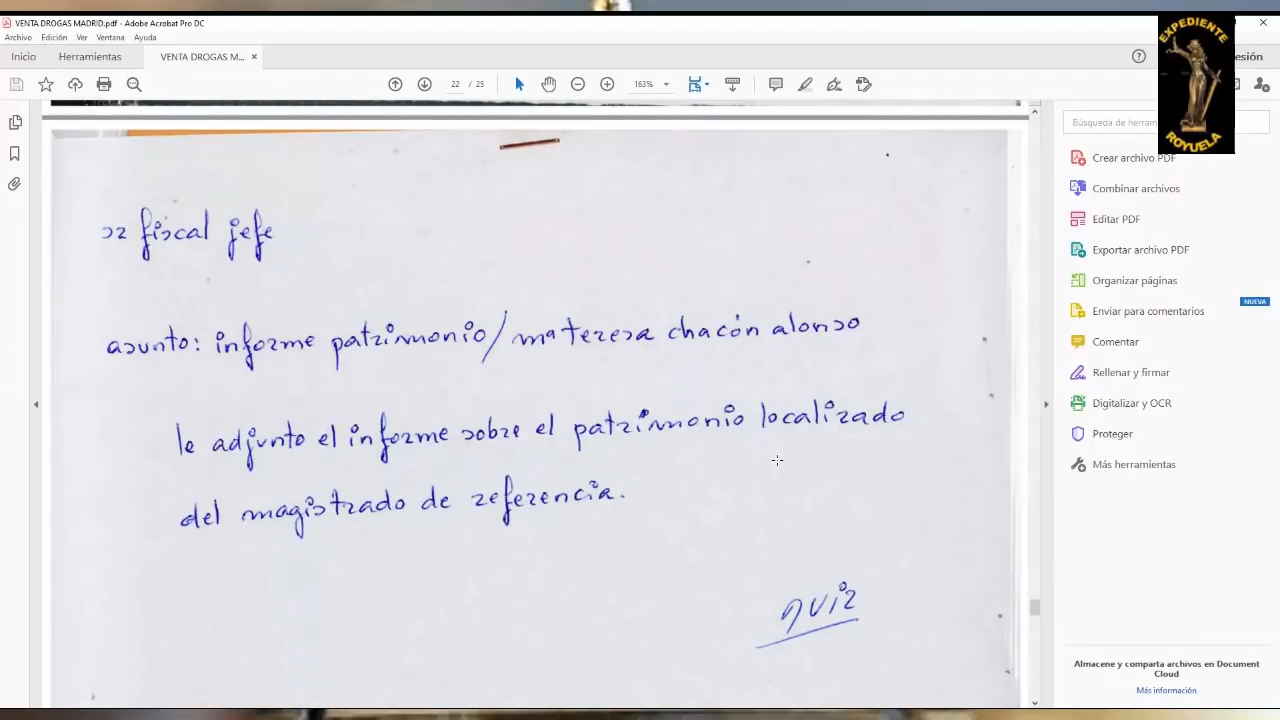 VENTA DROGAS MADRID.pdf - Adobe Acrobat Pro DC
Archivo Edición Ver Ventana Ayuda
Inicio Herramientas VENTA DROGAS M... ×
esión
22 / 25
163%
EXPEDIENTE
ROYUELA
sr fiscal jefe
asunto: informe patrimonio/ma teresa chacón alonso
le adjunto el informe sobre el patrimonio localizado
del magistrado de referencia.
Búsqueda de herram
Crear archivo PDF
Combinar archivos
Editar PDF
Exportar archivo PDF
Organizar páginas
NUEVA
Enviar para comentarios
Comentar
Rellenar y firmar
Digitalizar y OCR
Proteger
Más herramientas
Almacene y comparta archivos en Document
Cloud
Más información